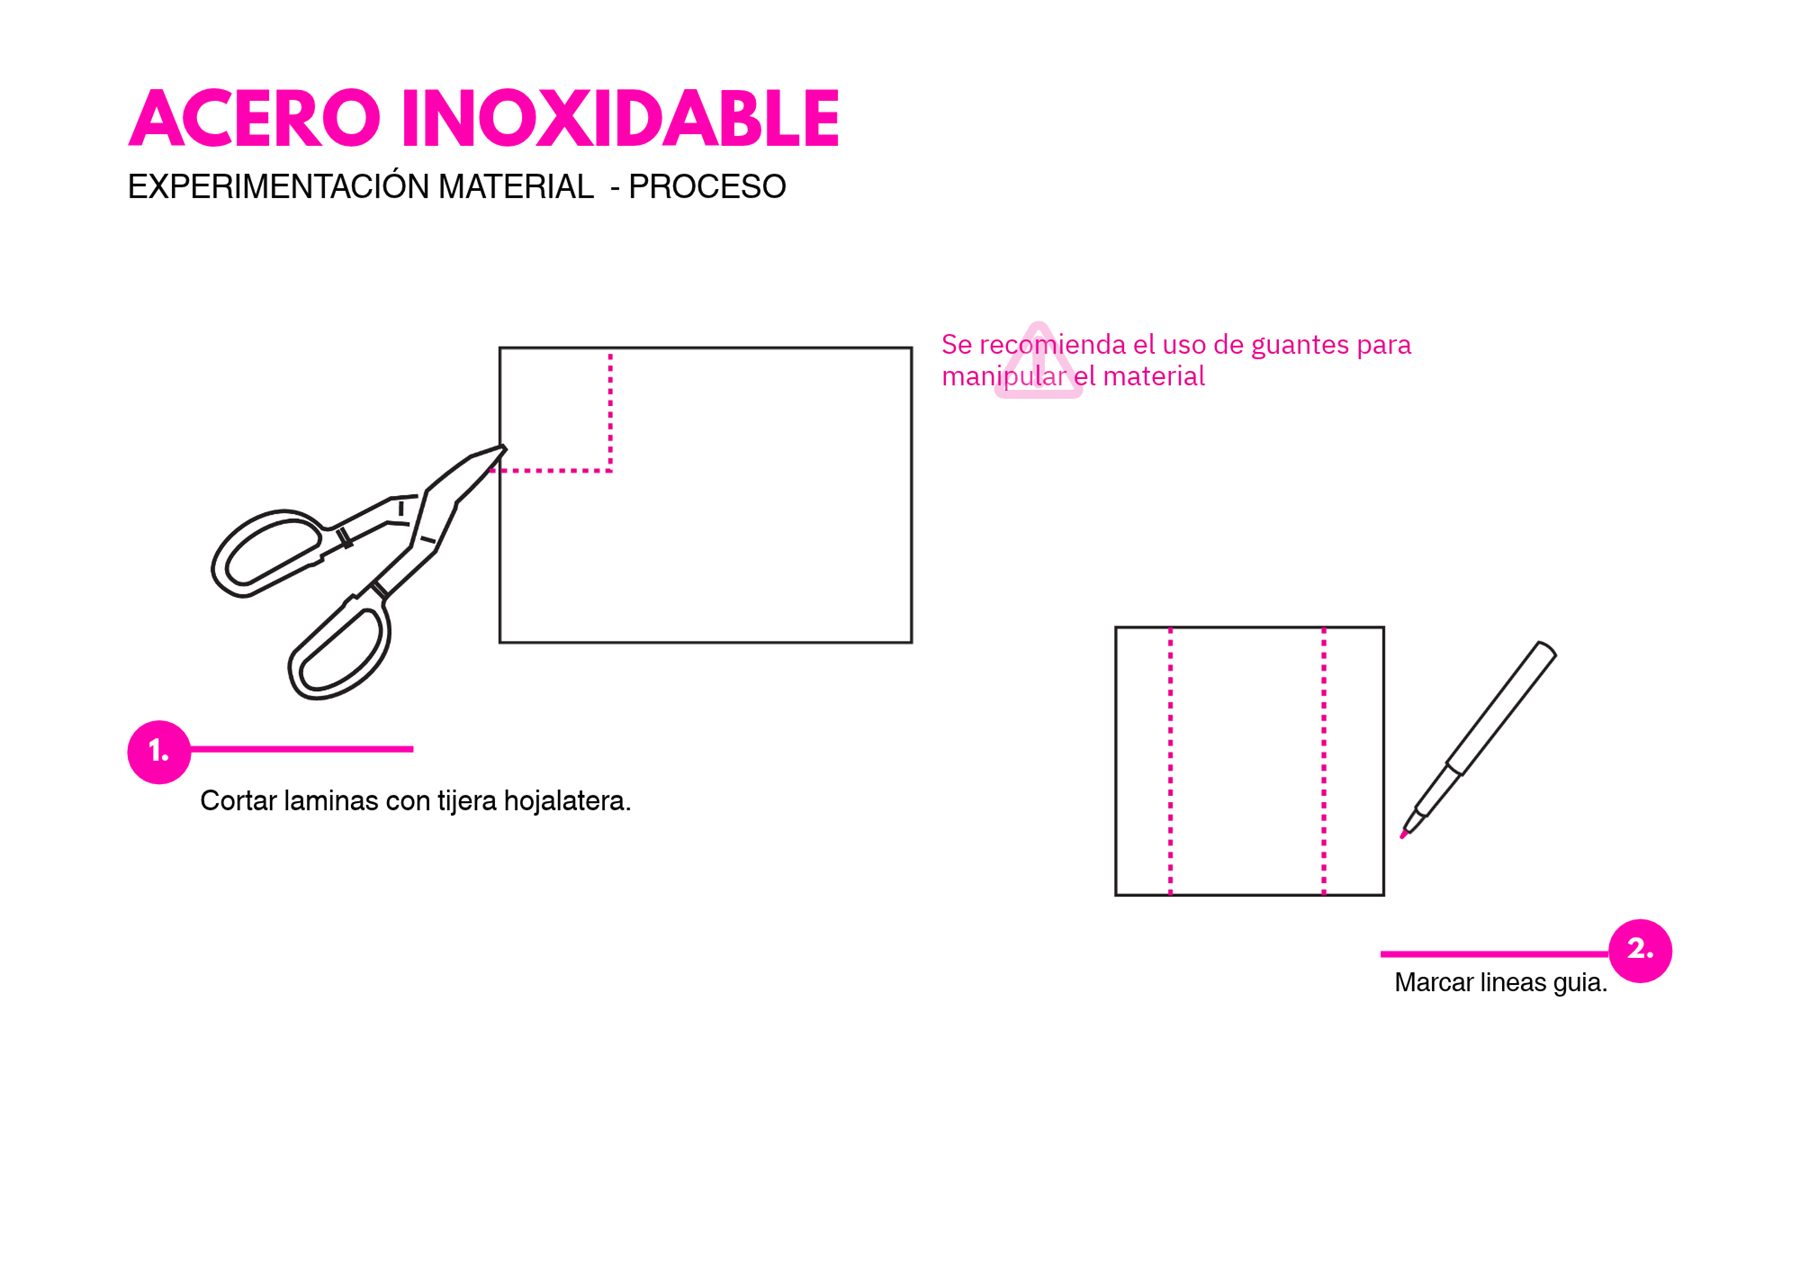 ACERO INOXIDABLE
EXPERIMENTACIÓN MATERIAL - PROCESO
Se recomienda el uso de guantes para
manipular el material
1.
Cortar laminas con tijera hojalatera.
2.
Marcar lineas guia.